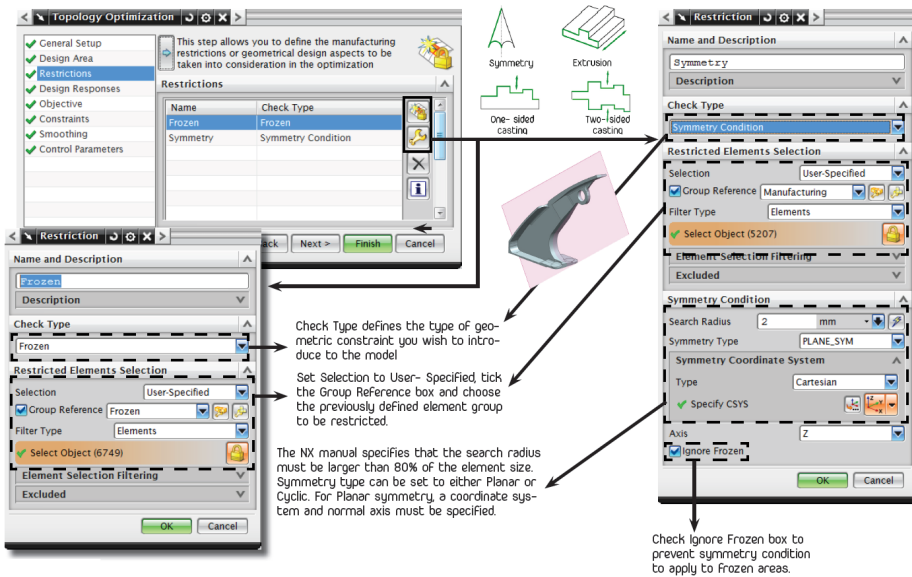 Topology Optimization
General Setup
Design Area
Restrictions
Design Responses
Objective
Constraints
Smoothing
Control Parameters
This step allows you to define the manufacturing
restrictions or geometrical design aspects to be
taken into consideration in the optimization
Restrictions
Name Check Type
Frozen Frozen
Symmetry Symmetry Condition
Next > Finish Cancel
Symmetry Extrusion
One- sided
casting
Two- sided
casting
Restriction
Name and Description
Frozen
Description
Check Type
Frozen
Restricted Elements Selection
Selection User-Specified
Group Reference Frozen
Filter Type Elements
Select Object (6749)
Element Selection Filtering
Excluded
OK Cancel
Check Type defines the type of geo-
metric constraint you wish to intro-
duce to the model
Set Selection to User- Specified, tick
the Group Reference box and choose
the previously defined element group
to be restricted.
The NX manual specifies that the search radius
must be larger than 80% of the element size.
Symmetry type can be set to either Planar or
Cyclic. For Planar symmetry, a coordinate sys-
tem and normal axis must be specified.
Restriction
Name and Description
Symmetry
Description
Check Type
Symmetry Condition
Restricted Elements Selection
Selection User-Specified
Group Reference Manufacturing
Filter Type Elements
Select Object (5207)
Element Selection Filtering
Excluded
Symmetry Condition
Search Radius 2 mm
Symmetry Type PLANE_SYM
Symmetry Coordinate System
Type Cartesian
Specify CSYS
Axis Z
Ignore Frozen
OK Cancel
Check Ignore Frozen box to
prevent symmetry condition
to apply to frozen areas.